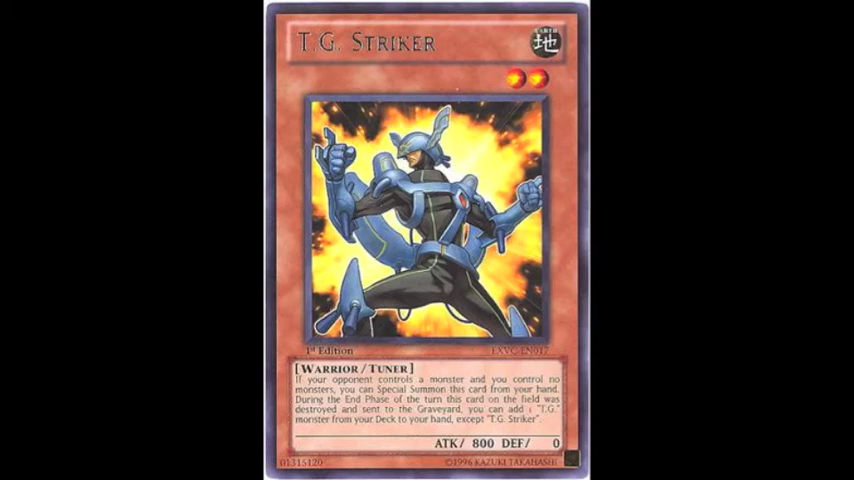 T.G. STRIKER
EARTH
地
1st Edition
EXVC-EN017
[WARRIOR/TUNER]
If your opponent controls a monster and you control no
monsters, you can Special Summon this card from your hand.
During the End Phase of the turn this card on the field was
destroyed and sent to the Graveyard, you can add 1 "T.G."
monster from your Deck to your hand, except "T.G. Striker".
ATK/ 800 DEF/ 0
01315120 ©1996 KAZUKI TAKAHASHI